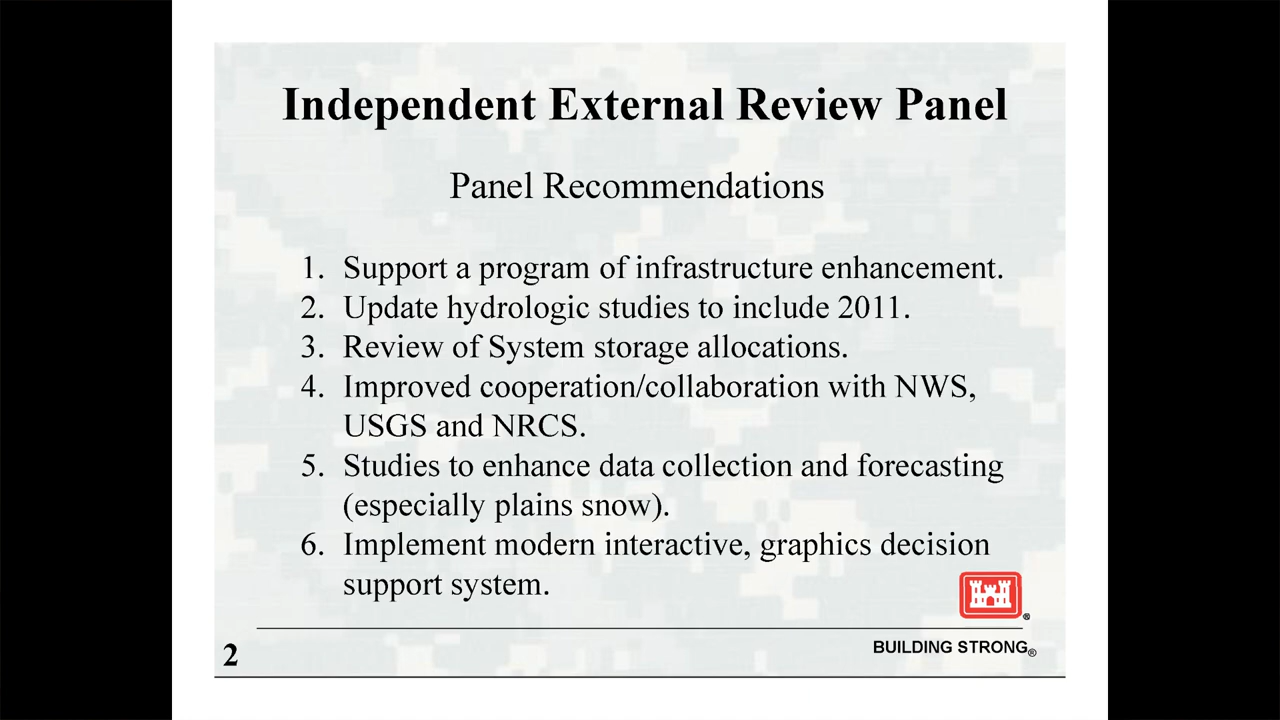 Independent External Review Panel
Panel Recommendations
1. Support a program of infrastructure enhancement.
2. Update hydrologic studies to include 2011.
3. Review of System storage allocations.
4. Improved cooperation/collaboration with NWS,
USGS and NRCS.
5. Studies to enhance data collection and forecasting
(especially plains snow).
6. Implement modern interactive, graphics decision
support system.
®
BUILDING STRONG®
2